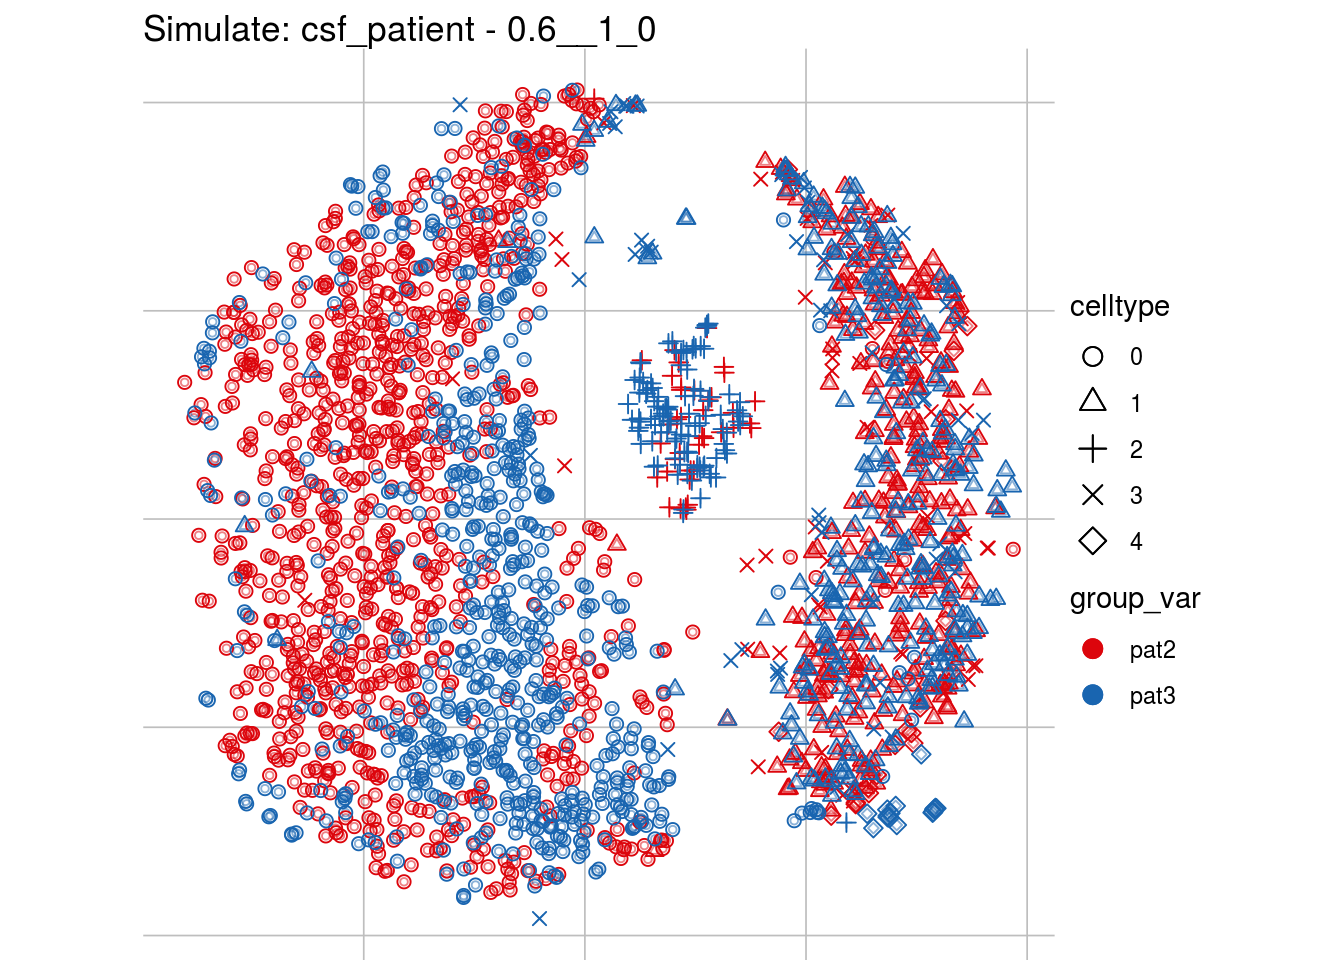 Simulate: csf_patient - 0.6__1_0
celltype
0
1
2
3
4
group_var
pat2
pat3